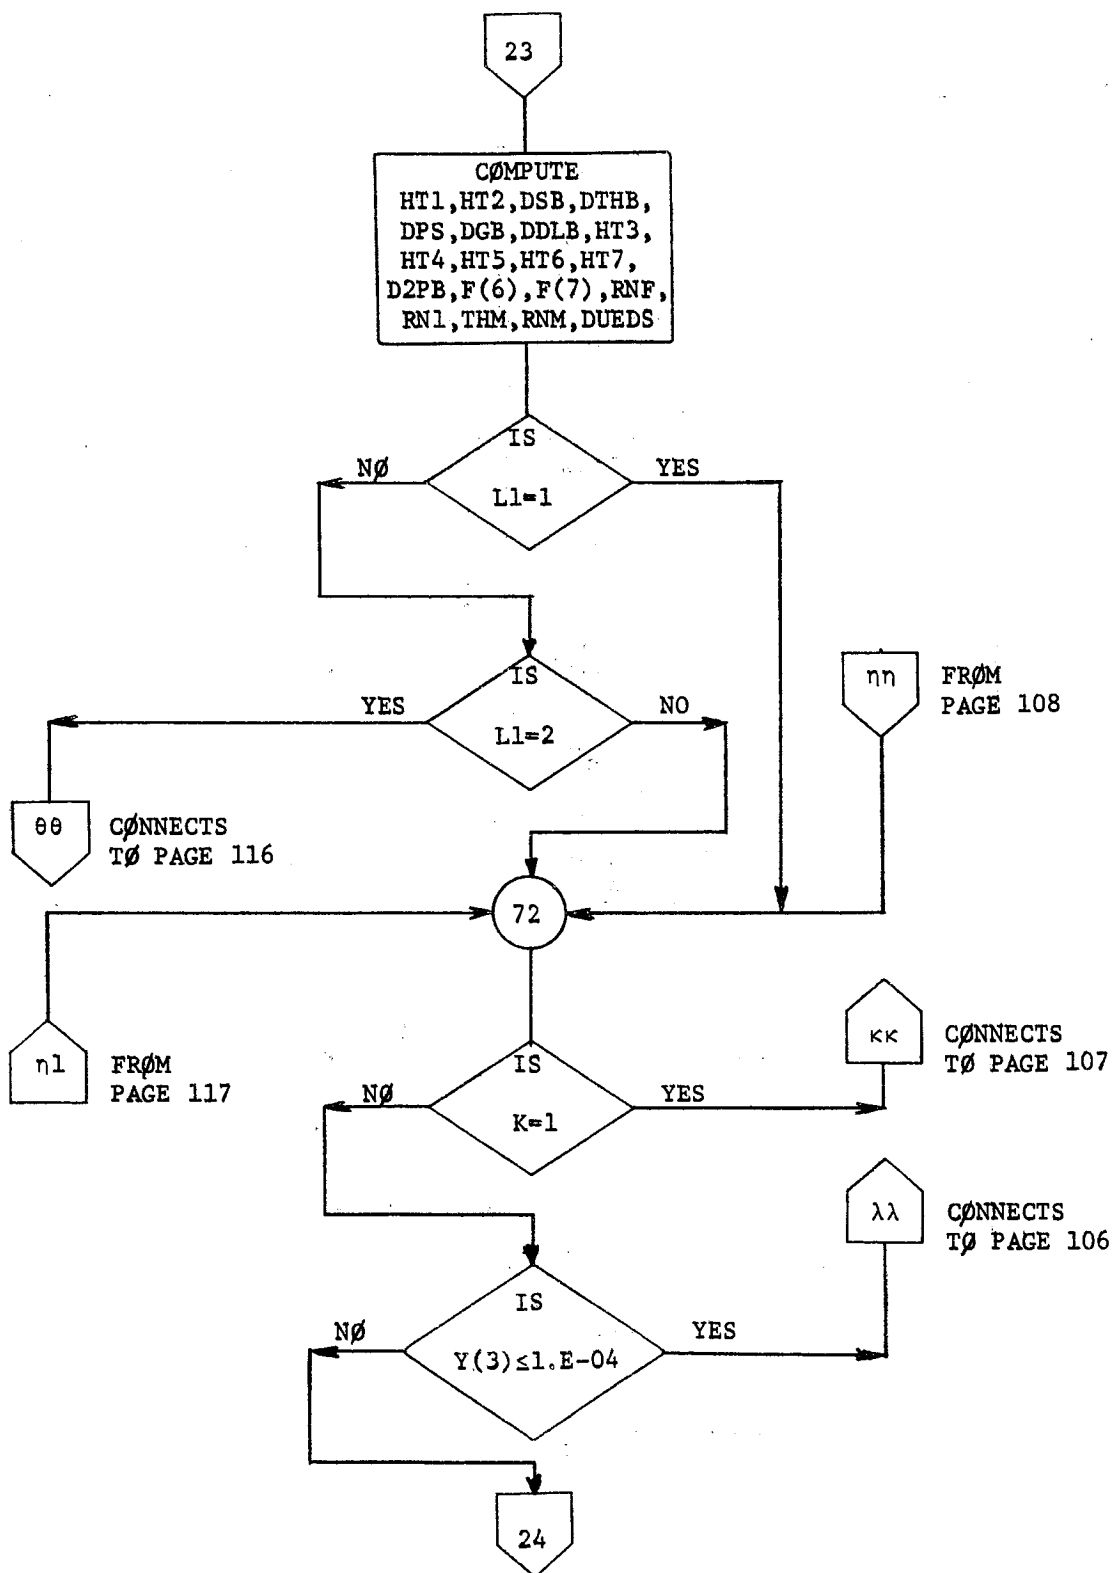 23
CØMPUTE
HT1,HT2,DSB,DTHB,
DPS,DGB,DDLB,HT3,
HT4,HT5,HT6,HT7,
D2PB,F(6),F(7),RNF,
RN1,THM,RNM,DUEDS
IS
L1=1
NØ
YES
IS
L1=2
YES
NO
ηη
FRØM
PAGE 108
θθ
CØNNECTS
TØ PAGE 116
72
η1
FRØM
PAGE 117
κκ
CØNNECTS
TØ PAGE 107
IS
K=1
NØ
YES
λλ
CØNNECTS
TØ PAGE 106
IS
Y(3)≤1.E-04
NØ
YES
24